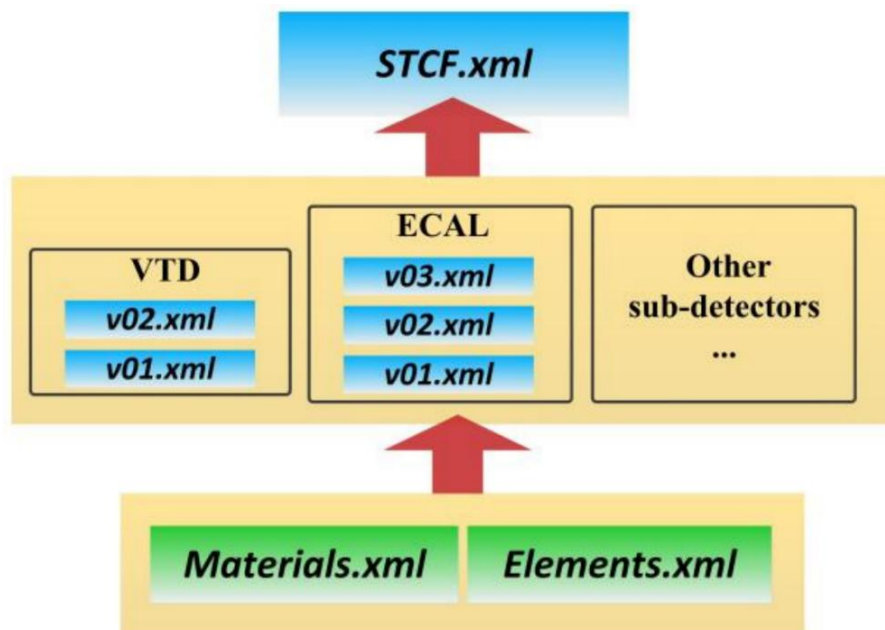 STCF.xml
VTD
v02.xml
v01.xml
ECAL
v03.xml
v02.xml
v01.xml
Other
sub-detectors
...
Materials.xml
Elements.xml